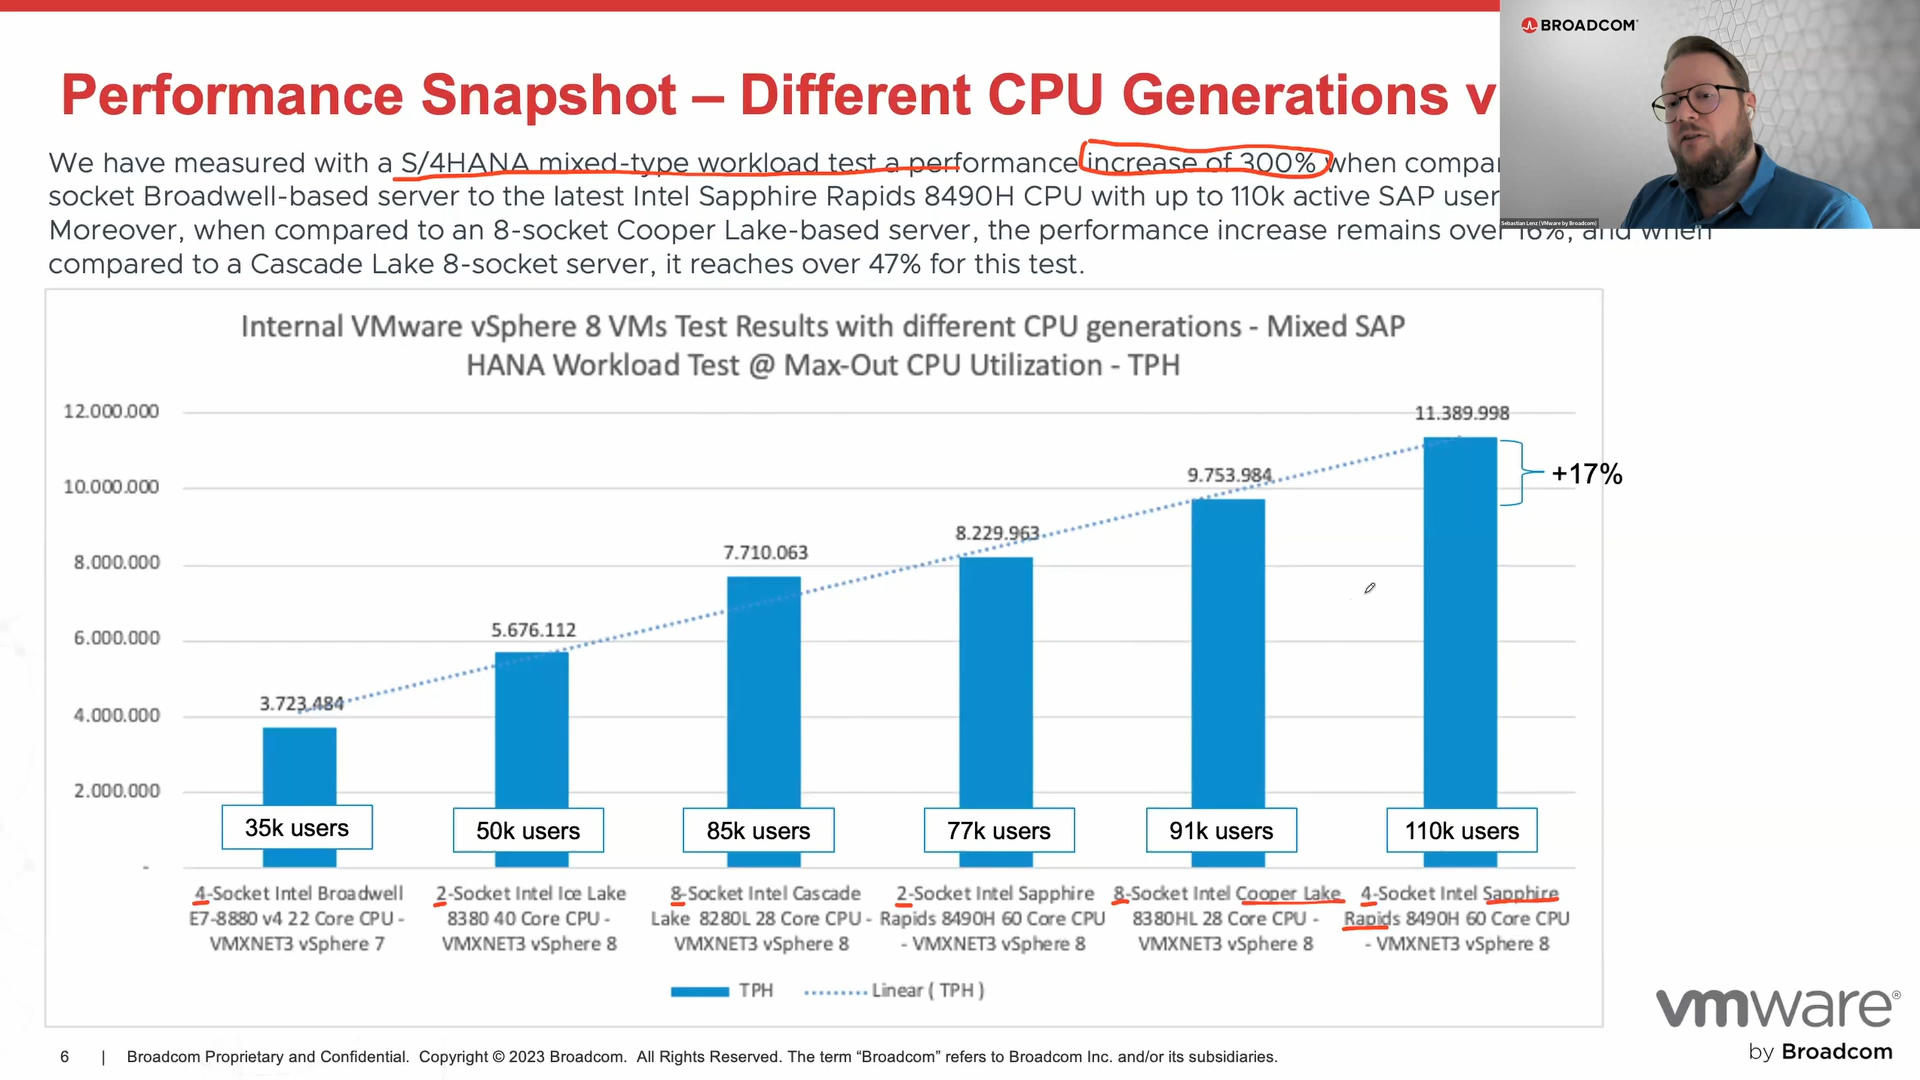 BROADCOM
Performance Snapshot – Different CPU Generations v
We have measured with a S/4HANA mixed-type workload test a performance increase of 300% when compar
socket Broadwell-based server to the latest Intel Sapphire Rapids 8490H CPU with up to 110k active SAP user
Moreover, when compared to an 8-socket Cooper Lake-based server, the performance increase remains over 16%, and when
compared to a Cascade Lake 8-socket server, it reaches over 47% for this test.
Sebastian Lenz (VMware by Broadcom)
Internal VMware vSphere 8 VMs Test Results with different CPU generations - Mixed SAP
HANA Workload Test @ Max-Out CPU Utilization - TPH
12.000.000
10.000.000
8.000.000
6.000.000
4.000.000
2.000.000
-
3.723.484
5.676.112
7.710.063
8.229.963
9.753.984
11.389.998
+17%
35k users
50k users
85k users
77k users
91k users
110k users
4-Socket Intel Broadwell
E7-8880 v4 22 Core CPU -
VMXNET3 vSphere 7
2-Socket Intel Ice Lake
8380 40 Core CPU -
VMXNET3 vSphere 8
8-Socket Intel Cascade
Lake 8280L 28 Core CPU -
VMXNET3 vSphere 8
2-Socket Intel Sapphire
Rapids 8490H 60 Core CPU
- VMXNET3 vSphere 8
8-Socket Intel Cooper Lake
8380HL 28 Core CPU -
VMXNET3 vSphere 8
4-Socket Intel Sapphire
Rapids 8490H 60 Core CPU
- VMXNET3 vSphere 8
TPH
Linear ( TPH )
vmware®
by Broadcom
6 | Broadcom Proprietary and Confidential. Copyright © 2023 Broadcom. All Rights Reserved. The term “Broadcom” refers to Broadcom Inc. and/or its subsidiaries.